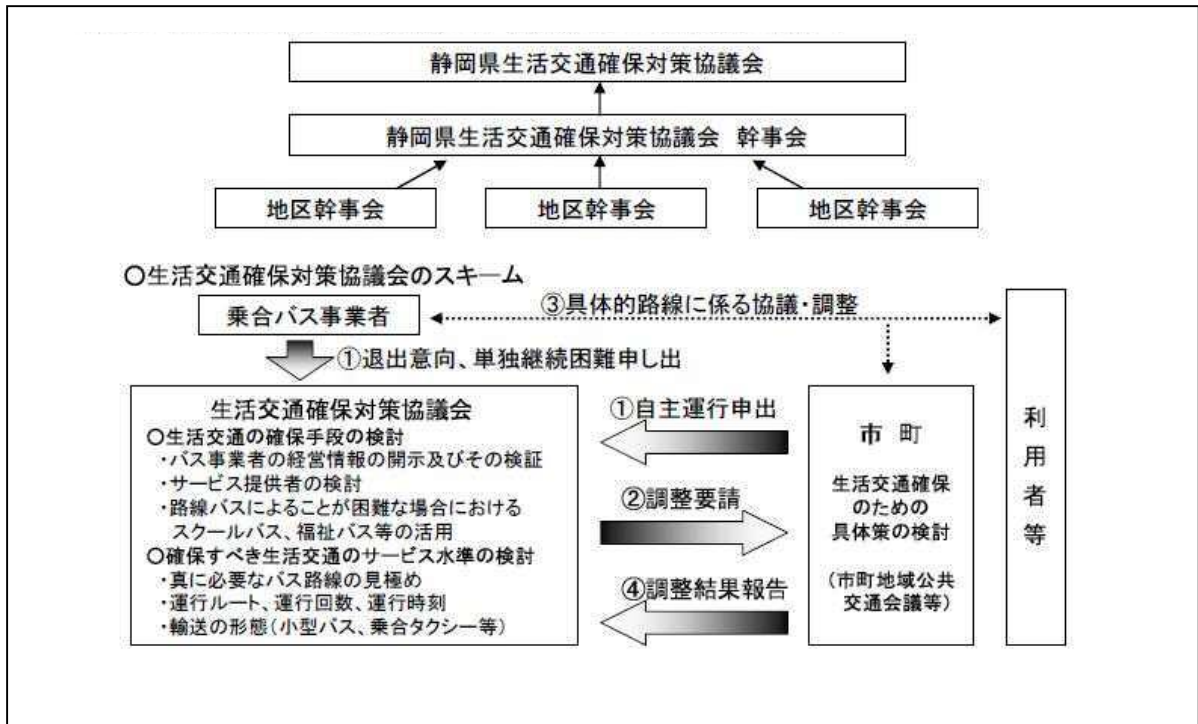 静岡県生活交通確保対策協議会
静岡県生活交通確保対策協議会 幹事会
地区幹事会
地区幹事会
地区幹事会
○生活交通確保対策協議会のスキーム
乗合バス事業者
③具体的路線に係る協議・調整
①退出意向、単独継続困難申し出
生活交通確保対策協議会
○生活交通の確保手段の検討
・バス事業者の経営情報の開示及びその検証
・サービス提供者の検討
・路線バスによることが困難な場合における
スクールバス、福祉バス等の活用
○確保すべき生活交通のサービス水準の検討
・真に必要なバス路線の見極め
・運行ルート、運行回数、運行時刻
・輸送の形態(小型バス、乗合タクシー等)
①自主運行申出
②調整要請
④調整結果報告
市 町
生活交通確保
のための
具体策の検討
(市町地域公共
交通会議等)
利用者等